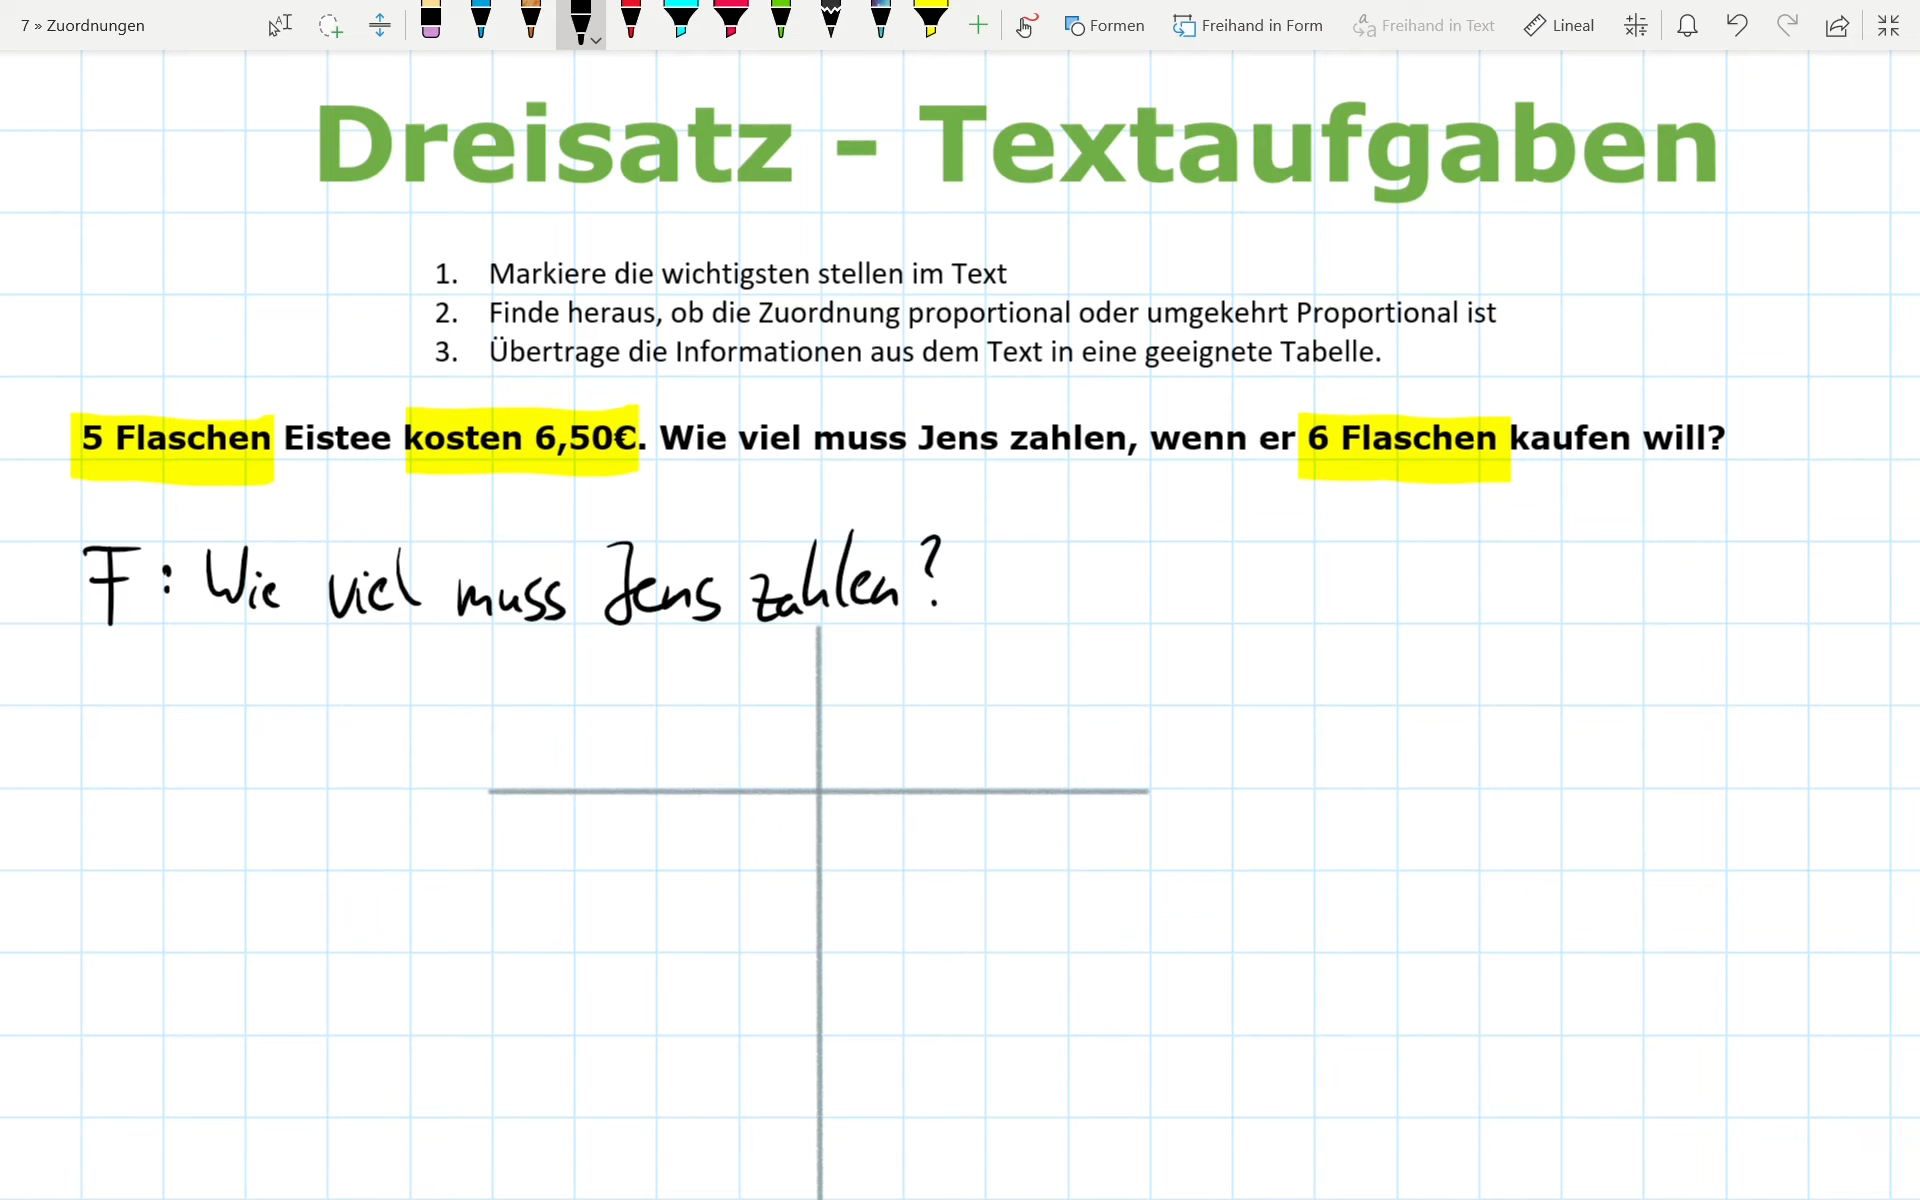 7 » Zuordnungen
Formen
Freihand in Form
Freihand in Text
Lineal
Dreisatz - Textaufgaben
1. Markiere die wichtigsten stellen im Text
2. Finde heraus, ob die Zuordnung proportional oder umgekehrt Proportional ist
3. Übertrage die Informationen aus dem Text in eine geeignete Tabelle.
5 Flaschen Eistee kosten 6,50€. Wie viel muss Jens zahlen, wenn er 6 Flaschen kaufen will?
F : Wie viel muss Jens zahlen?